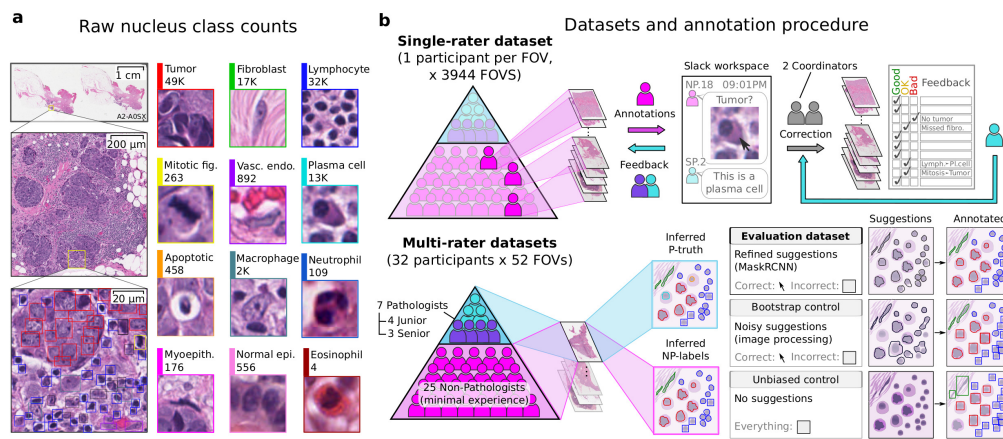 a
Raw nucleus class counts
1 cm
A2-A0SX
200 µm
20 µm
Tumor
49K
Fibroblast
17K
Lymphocyte
32K
Mitotic fig.
263
Vasc. endo.
892
Plasma cell
13K
Apoptotic
458
Macrophage
2K
Neutrophil
109
Myoepith.
176
Normal epi.
556
Eosinophil
4
b
Datasets and annotation procedure
Single-rater dataset
(1 participant per FOV,
x 3944 FOVS)
Annotations
Feedback
Slack workspace
NP.18 09:01PM
Tumor?
SP.2
This is a
plasma cell
2 Coordinators
Correction
Good
OK
Bad
Feedback
No tumor
Missed fibro.
Lymph→Pl.cell
Mitosis→Tumor
Multi-rater datasets
(32 participants x 52 FOVs)
7 Pathologists
4 Junior
3 Senior
25 Non-Pathologists
(minimal experience)
Inferred
P-truth
Inferred
NP-labels
Suggestions
Annotated
Evaluation dataset
Refined suggestions
(MaskRCNN)
Correct: Incorrect:
Bootstrap control
Noisy suggestions
(image processing)
Correct: Incorrect:
Unbiased control
No suggestions
Everything: